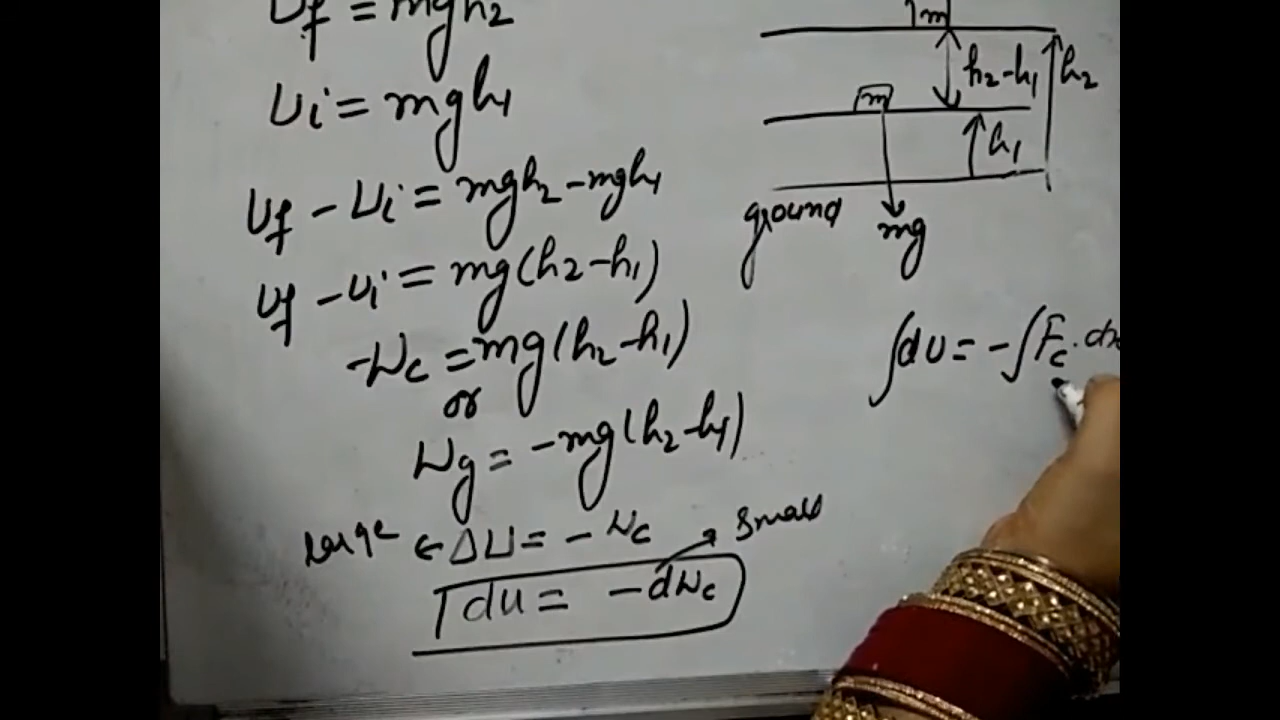 Uf = mgh2
Ui = mgh1
Uf - Ui = mgh2 - mgh1
Uf - Ui = mg(h2 - h1)
-Wc = mg(h2 - h1)
or
Wg = -mg(h2 - h1)
large ← ΔU = - Wc
small
du = - dWc
m
h2 - h1
h2
m
h1
ground
mg
∫du = -∫Fc .